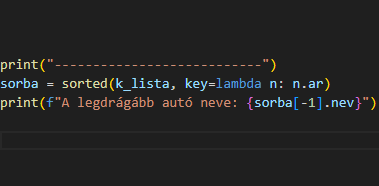 print("---------------------------")
sorba = sorted(k_lista, key=lambda n: n.ar)
print(f"A legdrágább autó neve: {sorba[-1].nev}")